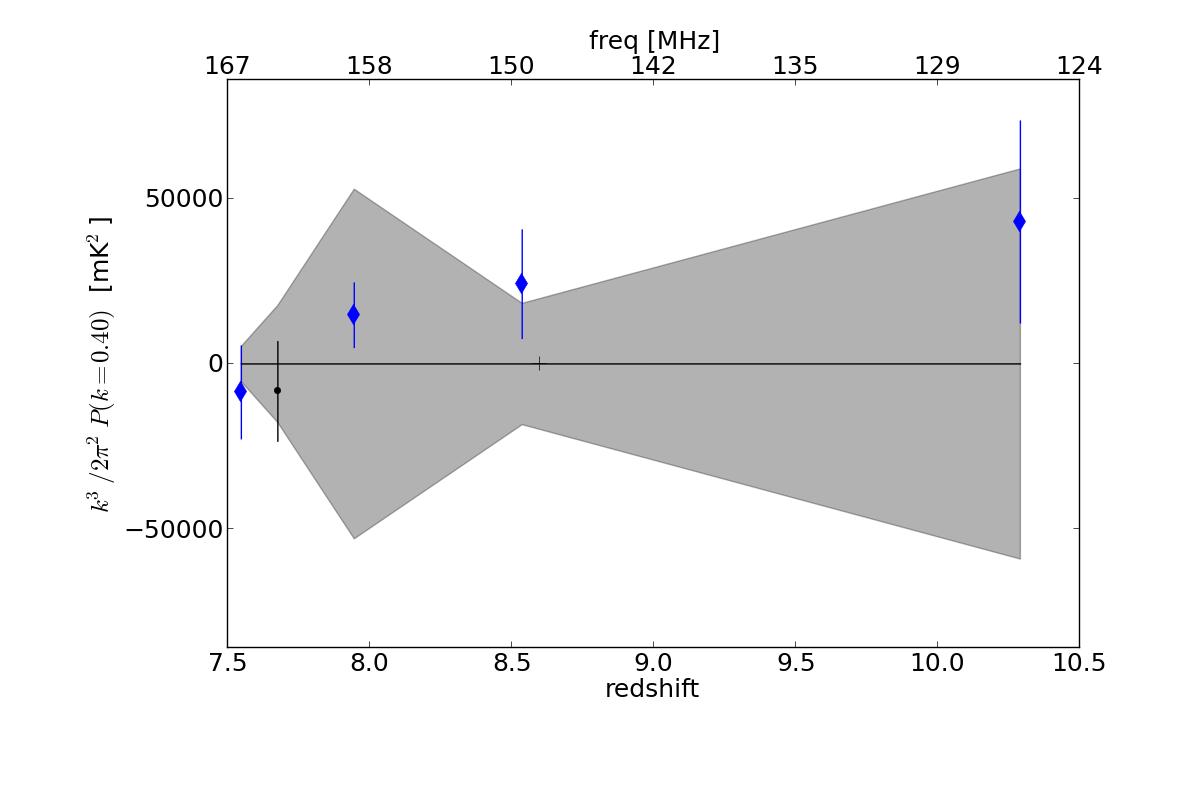 freq [MHz]
167 158 150 142 135 129 124
50000
0
−50000
k³ /2π² P(k=0.40) [mK² ]
7.5 8.0 8.5 9.0 9.5 10.0 10.5
redshift